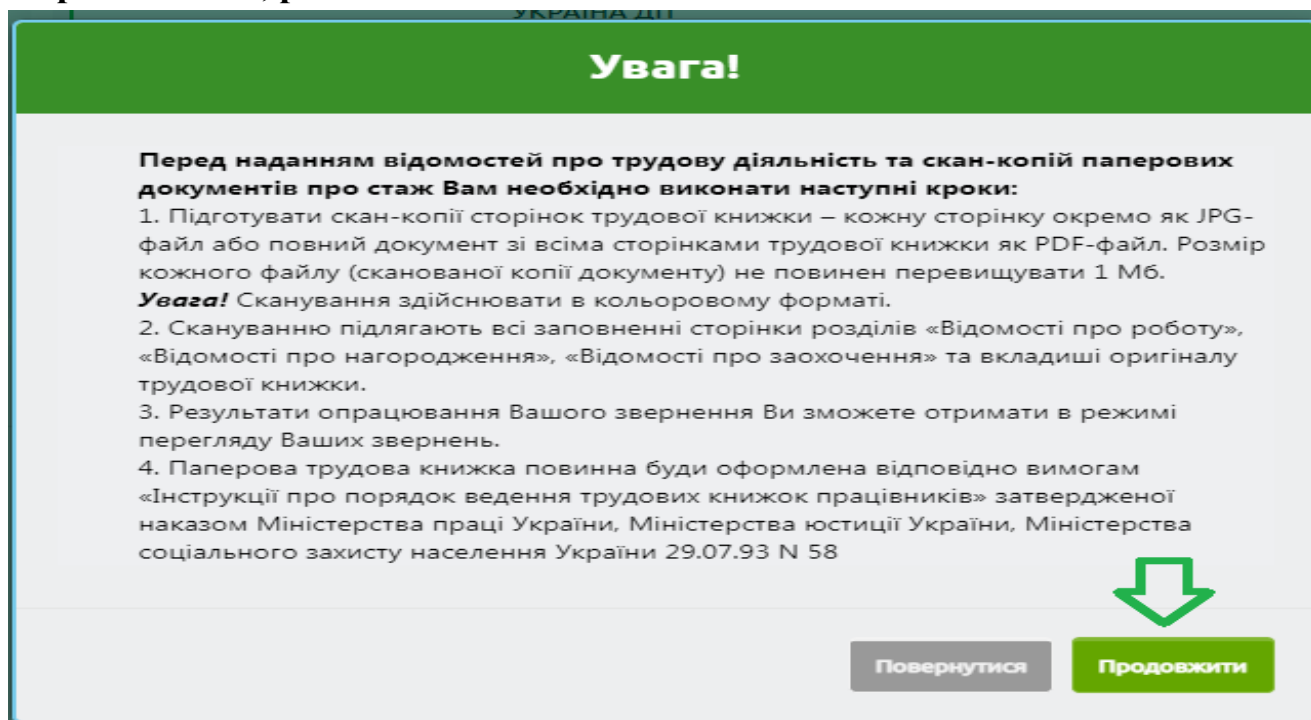 УКРАЇНА ДП
Увага!
Перед наданням відомостей про трудову діяльність та скан-копій паперових
документів про стаж Вам необхідно виконати наступні кроки:
1. Підготувати скан-копії сторінок трудової книжки – кожну сторінку окремо як JPG-
файл або повний документ зі всіма сторінками трудової книжки як PDF-файл. Розмір
кожного файлу (сканованої копії документу) не повинен перевищувати 1 Мб.
Увага! Сканування здійснювати в кольоровому форматі.
2. Скануванню підлягають всі заповненні сторінки розділів «Відомості про роботу»,
«Відомості про нагородження», «Відомості про заохочення» та вкладиші оригіналу
трудової книжки.
3. Результати опрацювання Вашого звернення Ви зможете отримати в режимі
перегляду Ваших звернень.
4. Паперова трудова книжка повинна буди оформлена відповідно вимогам
«Інструкції про порядок ведення трудових книжок працівників» затвердженої
наказом Міністерства праці України, Міністерства юстиції України, Міністерства
соціального захисту населення України 29.07.93 N 58
Повернутися
Продовжити